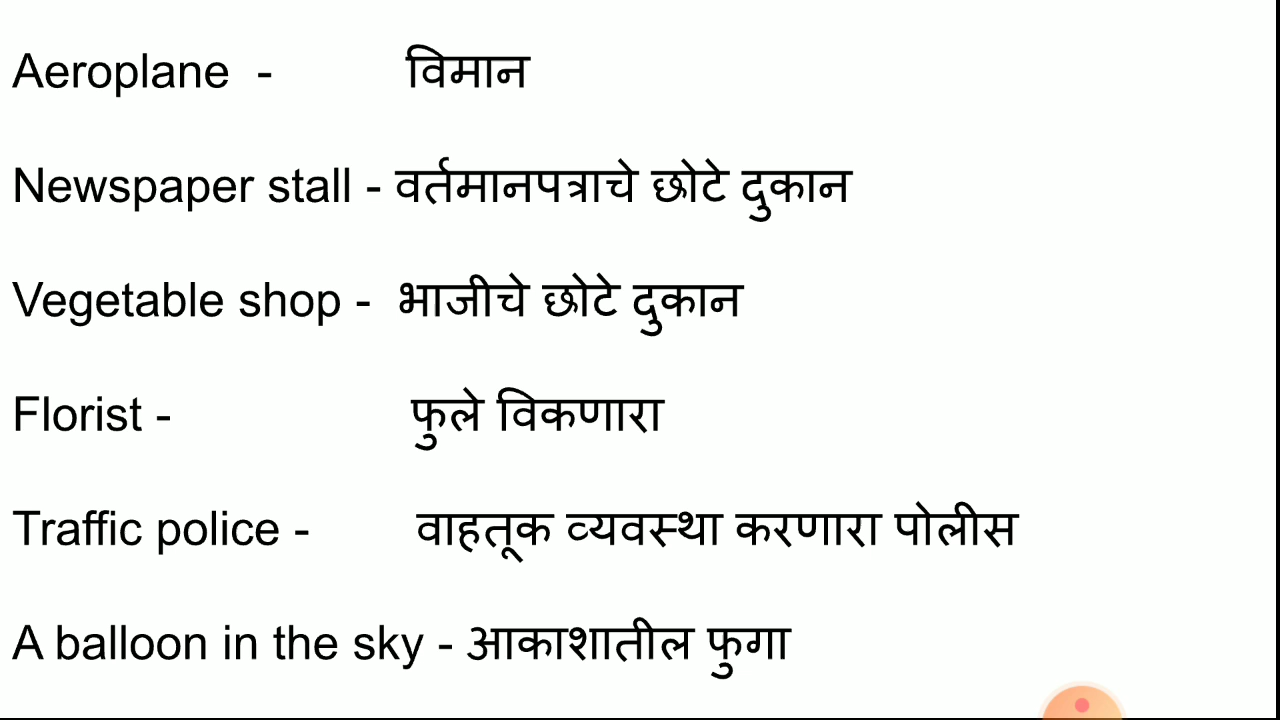 Aeroplane - विमान
Newspaper stall - वर्तमानपत्राचे छोटे दुकान
Vegetable shop - भाजीचे छोटे दुकान
Florist - फुले विकणारा
Traffic police - वाहतूक व्यवस्था करणारा पोलीस
A balloon in the sky - आकाशातील फुगा